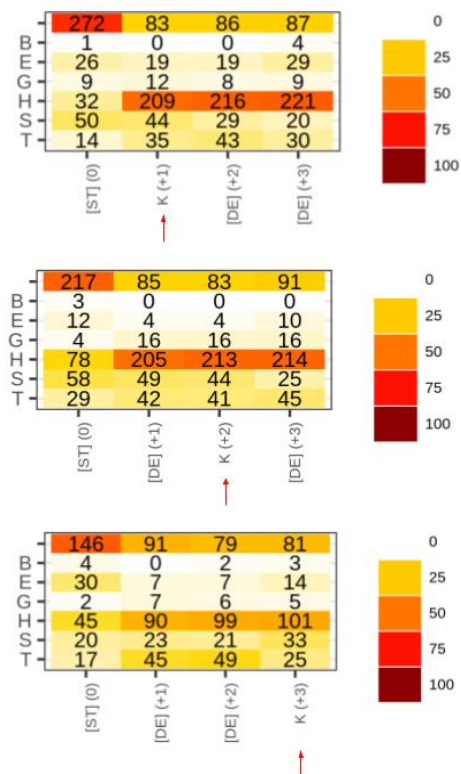 272 83 86 87
B 1 0 0 4
E 26 19 19 29
G 9 12 8 9
H 32 209 216 221
S 50 44 29 20
T 14 35 43 30
[ST] (0) K (+1) [DE] (+2) [DE] (+3)
0
25
50
75
100
217 85 83 91
B 3 0 0 0
E 12 4 4 10
G 4 16 16 16
H 78 205 213 214
S 58 49 44 25
T 29 42 41 45
[ST] (0) [DE] (+1) K (+2) [DE] (+3)
0
25
50
75
100
146 91 79 81
B 4 0 2 3
E 30 7 7 14
G 2 7 6 5
H 45 90 99 101
S 20 23 21 33
T 17 45 49 25
[ST] (0) [DE] (+1) [DE] (+2) K (+3)
0
25
50
75
100